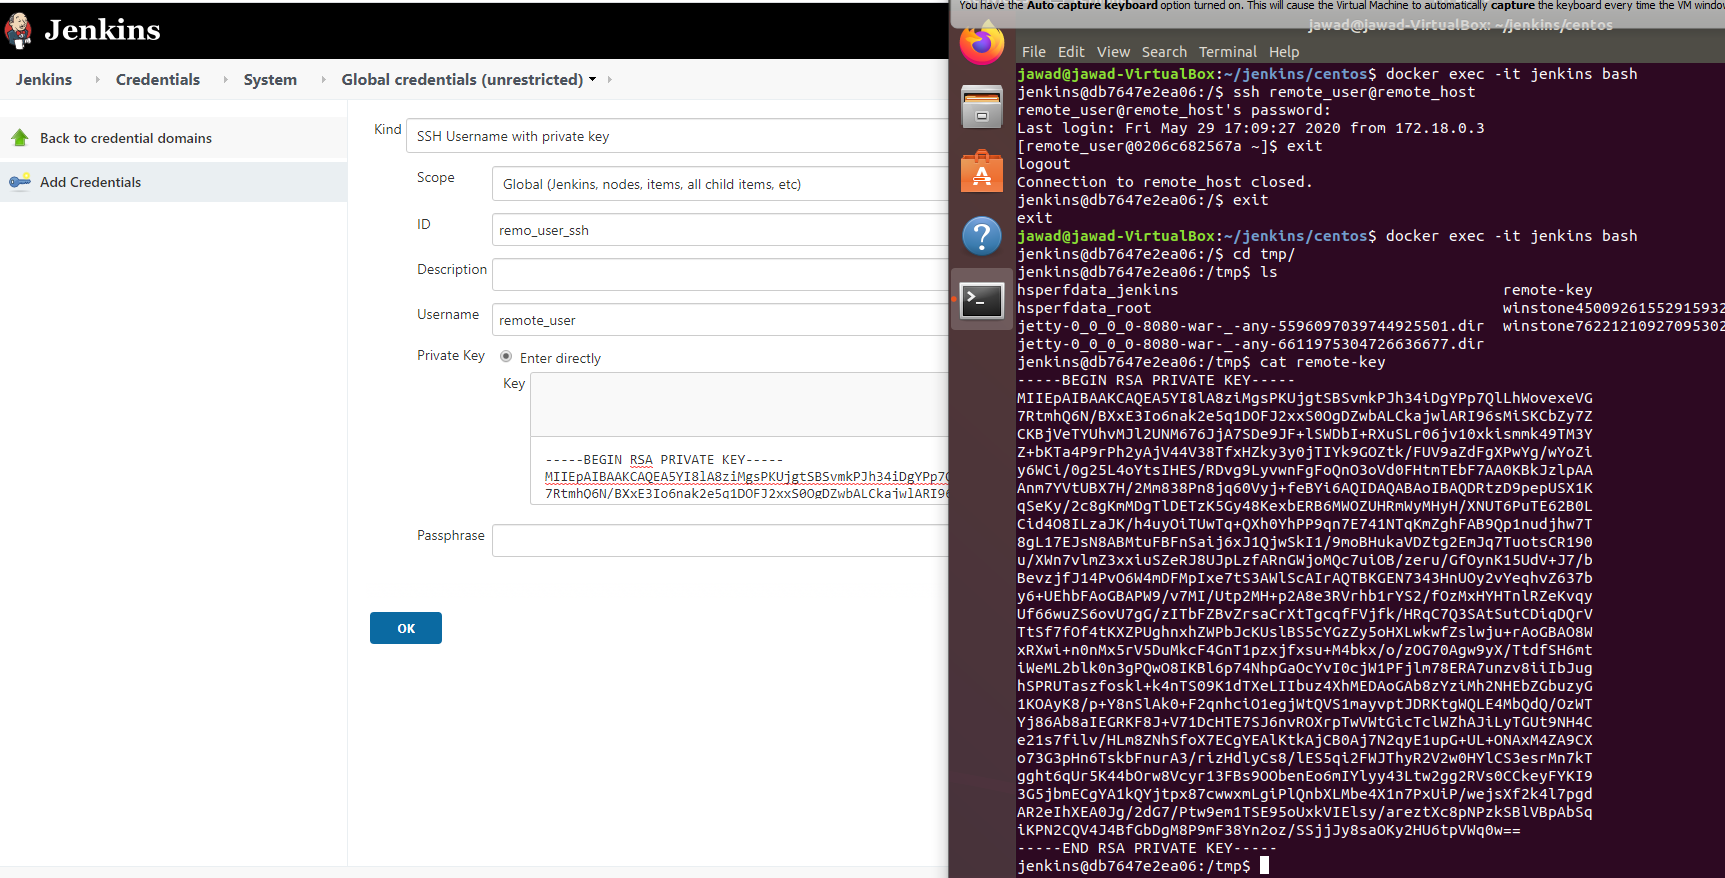 Jenkins
Jenkins Credentials System Global credentials (unrestricted)
Back to credential domains
Add Credentials
Kind SSH Username with private key
Scope Global (Jenkins, nodes, items, all child items, etc)
ID remo_user_ssh
Description
Username remote_user
Private Key Enter directly
Key
-----BEGIN RSA PRIVATE KEY-----
MIIEpAIBAAKCAQEA5YI8lA8ziMgsPKUjgtSBSvmkPJh34iDgYPp7Q
7RtmhQ6N/BXxE3Io6nak2e5q1DOFJ2xxS0OgDZwbALCkajwlARI96
Passphrase
OK
You have the Auto capture keyboard option turned on. This will cause the Virtual Machine to automatically capture the keyboard every time the VM window
jawad@jawad-VirtualBox: ~/jenkins/centos
File Edit View Search Terminal Help
jawad@jawad-VirtualBox:~/jenkins/centos$ docker exec -it jenkins bash
jenkins@db7647e2ea06:/$ ssh remote_user@remote_host
remote_user@remote_host's password:
Last login: Fri May 29 17:09:27 2020 from 172.18.0.3
[remote_user@0206c682567a ~]$ exit
logout
Connection to remote_host closed.
jenkins@db7647e2ea06:/$ exit
exit
jawad@jawad-VirtualBox:~/jenkins/centos$ docker exec -it jenkins bash
jenkins@db7647e2ea06:/$ cd tmp/
jenkins@db7647e2ea06:/tmp$ ls
hsperfdata_jenkins remote-key
hsperfdata_root winstone45009261552915932
jetty-0_0_0_0-8080-war-_-any-5596097039744925501.dir winstone76221210927095302
jetty-0_0_0_0-8080-war-_-any-6611975304726636677.dir
jenkins@db7647e2ea06:/tmp$ cat remote-key
-----BEGIN RSA PRIVATE KEY-----
MIIEpAIBAAKCAQEA5YI8lA8ziMgsPKUjgtSBSvmkPJh34iDgYPp7QlLhWovexeVG
7RtmhQ6N/BXxE3Io6nak2e5q1DOFJ2xxS0OgDZwbALCkajwlARI96sMiSKCbZy7Z
CKBjVeTYUhvMJl2UNM676JjA7SDe9JF+lSWDbI+RXuSLr06jv10xkismmk49TM3Y
Z+bKTa4P9rPh2yAjV44V38TfxHZky3y0jTIYk9GOZtk/FUV9aZdFgXPwYg/wYoZi
y6WCi/0g25L4oYtsIHES/RDvg9LyvwnFgFoQnO3oVd0FHtmTEbF7AA0KBkJzlpAA
Anm7YVtUBX7H/2Mm838Pn8jq60Vyj+feBYi6AQIDAQABAoIBAQDRtzD9pepUSX1K
qSeKy/2c8gKmMDgTlDETzK5Gy48KexbERB6MWOZUHRmWyMHyH/XNUT6PuTE62B0L
Cid4O8ILzaJK/h4uyOiTUwTq+QXh0YhPP9qn7E741NTqKmZghFAB9Qp1nudjhw7T
8gL17EJsN8ABMtuFBFnSaij6xJ1QjwSkI1/9moBHukaVDZtg2EmJq7TuotsCR190
u/XWn7vlmZ3xxiuSZeRJ8UJpLzfARnGWjoMQc7uiOB/zeru/GfOynK15UdV+J7/b
BevzjfJ14PvO6W4mDFMpIxe7tS3AWlScAIrAQTBKGEN7343HnUOy2vYeqhvZ637b
y6+UEhbFAoGBAPW9/v7MI/Utp2MH+p2A8e3RVrhb1rYS2/fOzMxHYHTnlRZeKvqy
Uf66wuZS6ovU7gG/zITbFZBvZrsaCrXtTgcqfFVjfk/HRqC7Q3SAtSutCDiqDQrV
TtSf7fOf4tKXZPUghnxhZWPbJcKUslBS5cYGzZy5oHXLwkwfZslwju+rAoGBAO8W
xRXwi+n0nMx5rV5DuMkcF4GnT1pzxjfxsu+M4bkx/o/zOG70Agw9yX/TtdfSH6mt
iWeML2blk0n3gPQwO8IKBl6p74NhpGaOcYvI0cjW1PFjlm78ERA7unzv8iiIbJug
hSPRUTaszfoskl+k4nTS09K1dTXeLIIbuz4XhMEDAoGAb8zYziMh2NHEbZGbuzyG
1KOAyK8/p+Y8nSlAk0+F2qnhciO1egjWtQVS1mayvptJDRKtgWQLE4MbQdQ/OzWT
Yj86Ab8aIEGRKF8J+V71DcHTE7SJ6nvROXrpTwVWtGicTclWZhAJiLyTGUt9NH4C
e21s7filv/HLm8ZNhSfoX7ECgYEAlKtkAjCB0Aj7N2qyE1upG+UL+ONAxM4ZA9CX
o73G3pHn6TskbFnurA3/rizHdlyCs8/lES5qi2FWJThyR2V2w0HYlCS3esrMn7kT
gght6qUr5K44bOrw8Vcyr13FBs9OObenEo6mIYlyy43Ltw2gg2RVs0CCkeyFYKI9
3G5jbmECgYA1kQYjtpx87cwwxmLgiPlQnbXLMbe4X1n7PxUiP/wejsXf2k4l7pgd
AR2eIhXEA0Jg/2dG7/Ptw9em1TSE95oUxkVIElsy/areztXc8pNPzkSBlVBpAbSq
iKPN2CQV4J4BfGbDgM8P9mF38Yn2oz/SSjjJy8saOKy2HU6tpVWq0w==
-----END RSA PRIVATE KEY-----
jenkins@db7647e2ea06:/tmp$